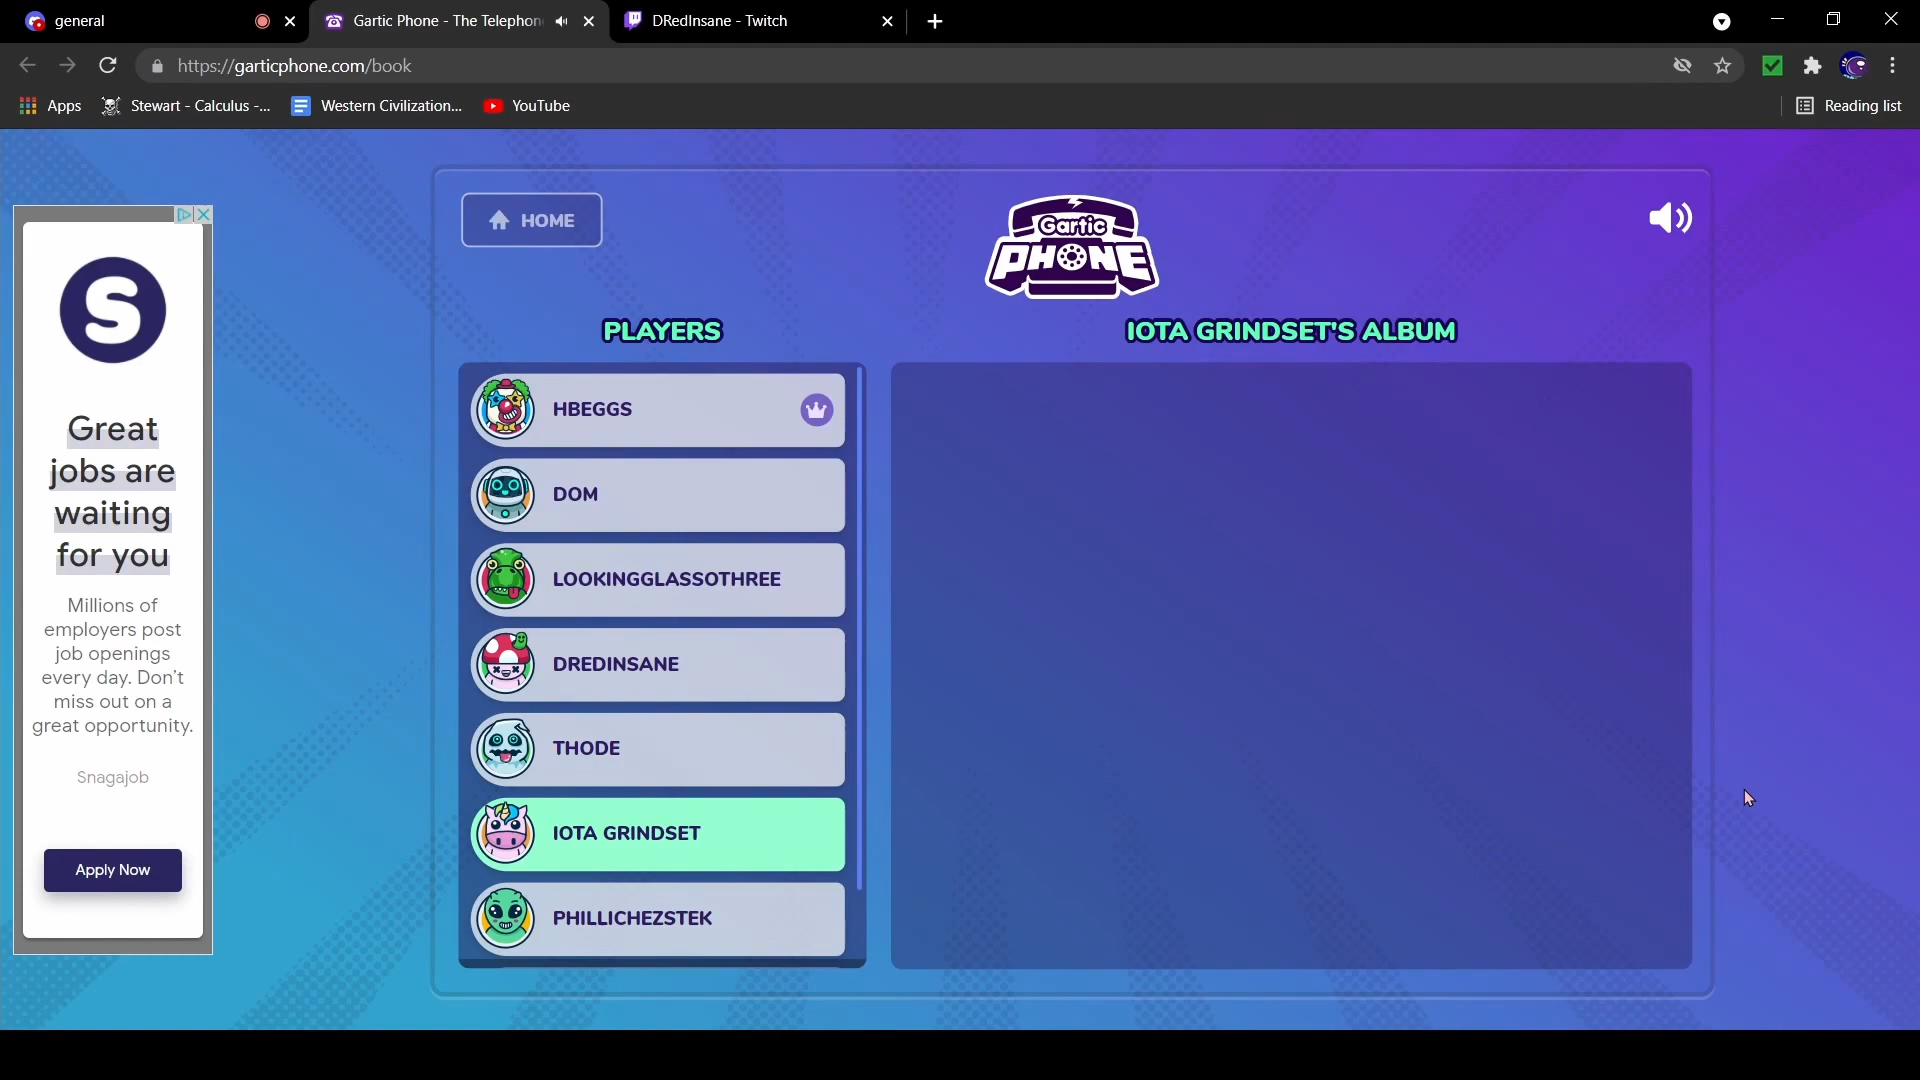 general
Gartic Phone - The Telephon
DRedInsane - Twitch
https://garticphone.com/book
Apps
Stewart - Calculus -...
Western Civilization...
YouTube
Reading list
HOME
Gartic
PHONE
PLAYERS
IOTA GRINDSET'S ALBUM
HBEGGS
DOM
LOOKINGGLASSOTHREE
DREDINSANE
THODE
IOTA GRINDSET
PHILLICHEZSTEK
S
Great
jobs are
waiting
for you
Millions of
employers post
job openings
every day. Don't
miss out on a
great opportunity.
Snagajob
Apply Now